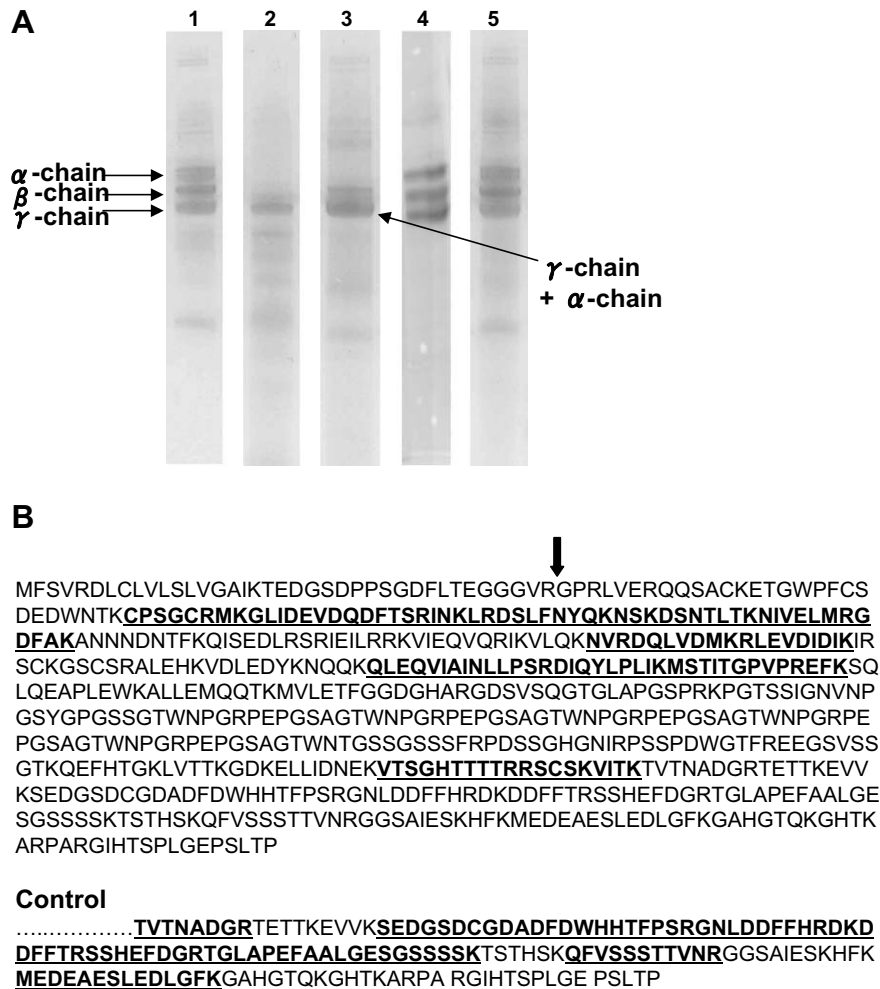 A
1 2 3 4 5
α-chain
β-chain
γ-chain
γ-chain
+ α-chain
B
MFSVRDLCLVLSLVGAIKTEDGSDPPSGDFLTEGGGVRGPRLVERQQSACKETGWPFCS
DEDWNTKCPSGCRMKGLIDEVDQDFTSRINKLRDSLFNYQKNSKDSNTLTKNIVELMRG
DFAKANNNDNTFKQISEDLRSRIEILRRKVIEQVQRIKVLQKNVRDQLVDMKRLEVDIDIKIR
SCKGSCSRALEHKVDLEDYKNQQKQLEQVIAINLLPSRDIQYLPLIKMSTITGPVPREFKSQ
LQEAPLEWKALLEMQQTKMVLETFGGDGHARGDSVSQGTGLAPGSPRKPGTSSIGNVNP
GSYGPGSSGTWNPGRPEPGSAGTWNPGRPEPGSAGTWNPGRPEPGSAGTWNPGRPE
PGSAGTWNPGRPEPGSAGTWNTGSSGSSSFRPDSSGHGNIRPSSPDWGTFREEGSVSS
GTKQEFHTGKLVTTKGDKELLIDNEKVTSGHTTTTRRSCSKVITKTVTNADGRTETTKEVV
KSEDGSDCGDADFDWHHTFPSRGNLDDFFHRDKDDFFTRSSHEFDGRTGLAPEFAALGE
SGSSSSKTSTHSKQFVSSSTTVNRGGSAIESKHFKMEDEAESLEDLGFKGAHGTQKGHTK
ARPARGIHTSPLGEPSLTP
Control
.................TVTNADGRTETTKEVVKSEDGSDCGDADFDWHHTFPSRGNLDDFFHRDKD
DFFTRSSHEFDGRTGLAPEFAALGESGSSSSKTSTHSKQFVSSSTTVNRGGSAIESKHFK
MEDEAESLEDLGFKGAHGTQKGHTKARPA RGIHTSPLGE PSLTP